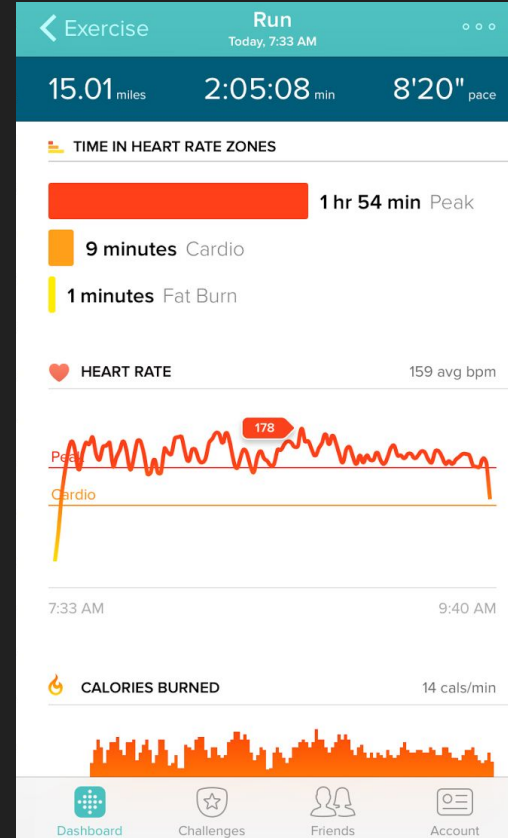 Exercise
Run
Today, 7:33 AM
15.01 miles 2:05:08 min 8'20" pace
TIME IN HEART RATE ZONES
1 hr 54 min Peak
9 minutes Cardio
1 minutes Fat Burn
HEART RATE 159 avg bpm
178
Peak
Cardio
7:33 AM 9:40 AM
CALORIES BURNED 14 cals/min
Dashboard Challenges Friends Account